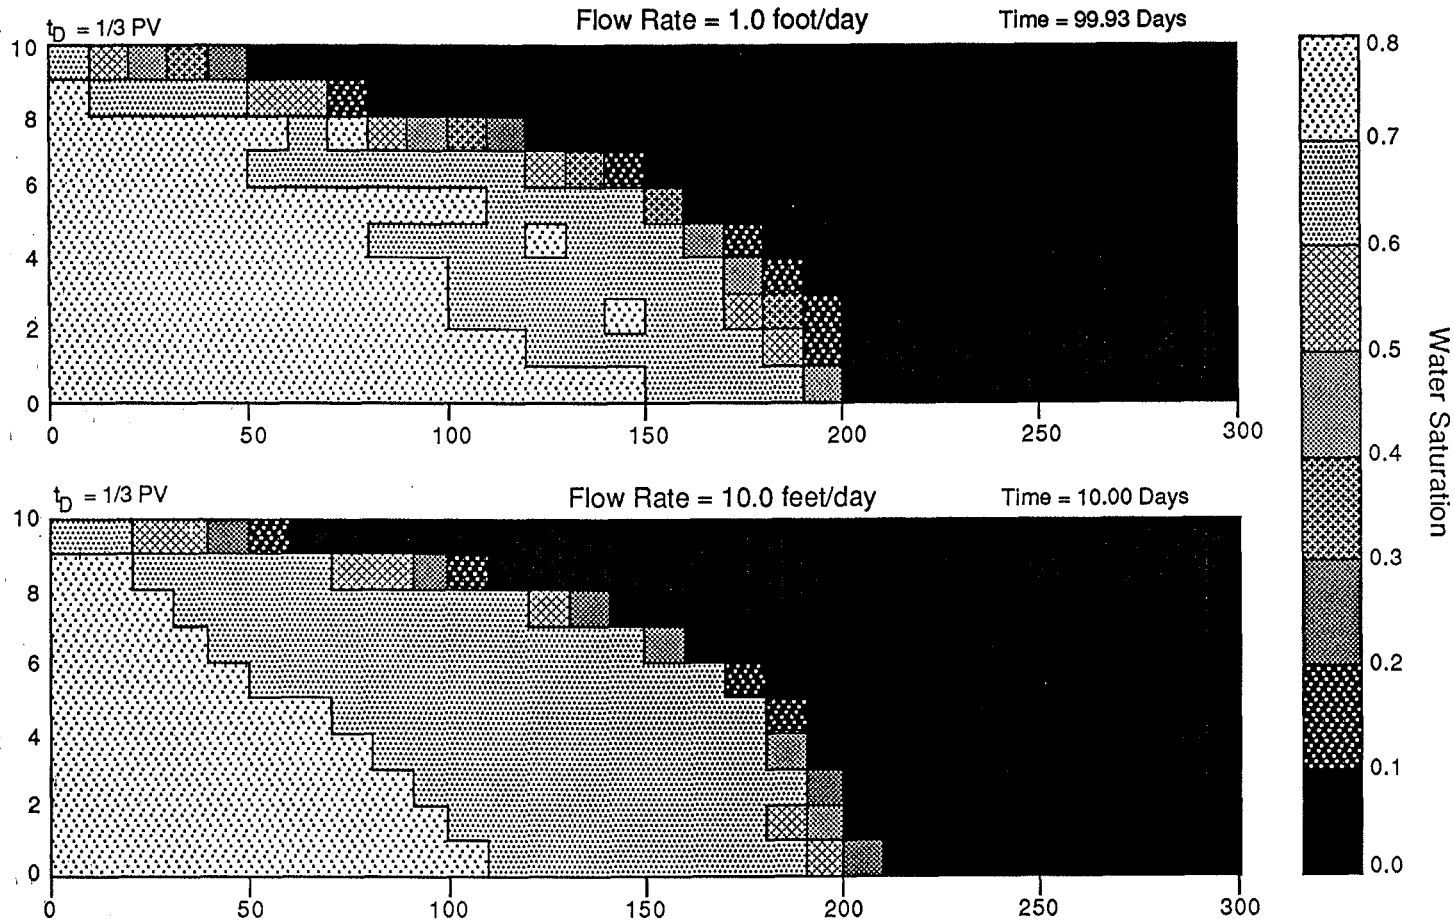 t_D = 1/3 PV
Flow Rate = 1.0 foot/day
Time = 99.93 Days
10
8
6
4
2
0
0 50 100 150 200 250 300
t_D = 1/3 PV
Flow Rate = 10.0 feet/day
Time = 10.00 Days
10
8
6
4
2
0
0 50 100 150 200 250 300
0.8
0.7
0.6
0.5
0.4
0.3
0.2
0.1
0.0
Water Saturation